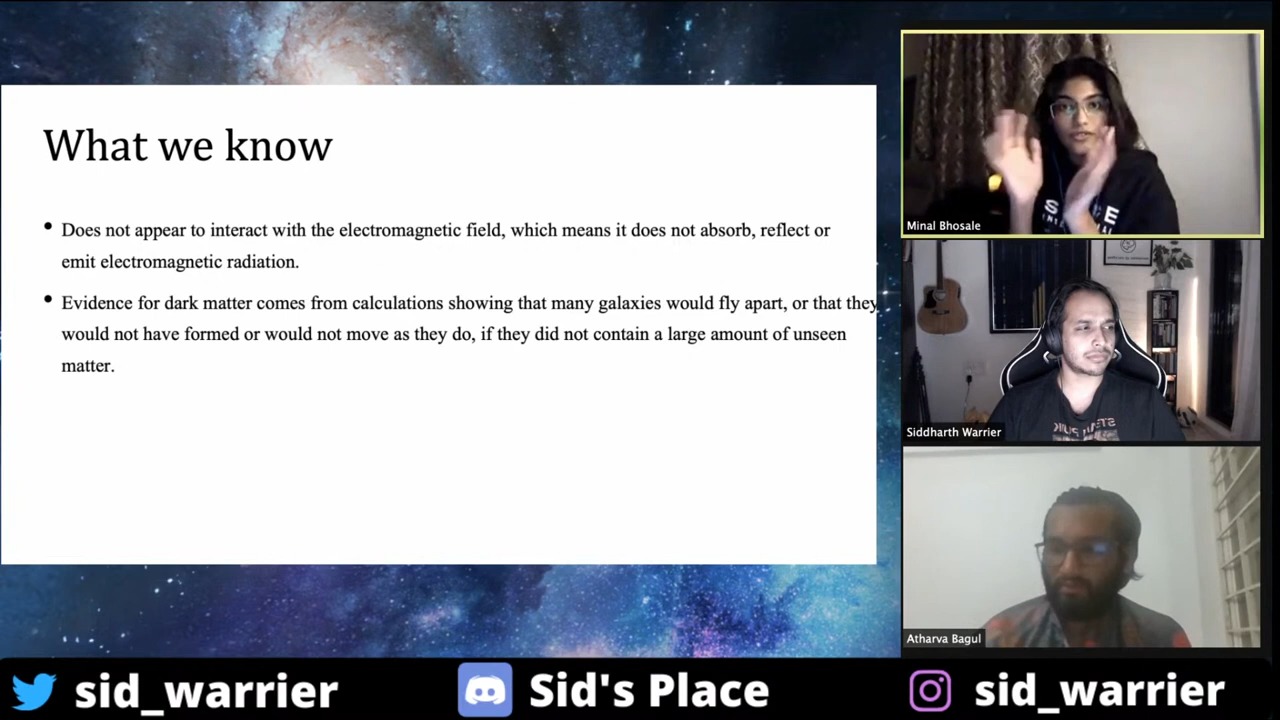 What we know
• Does not appear to interact with the electromagnetic field, which means it does not absorb, reflect or
emit electromagnetic radiation.
• Evidence for dark matter comes from calculations showing that many galaxies would fly apart, or that they
would not have formed or would not move as they do, if they did not contain a large amount of unseen
matter.
Minal Bhosale
Siddharth Warrier
Atharva Bagul
sid_warrier
Sid's Place
sid_warrier